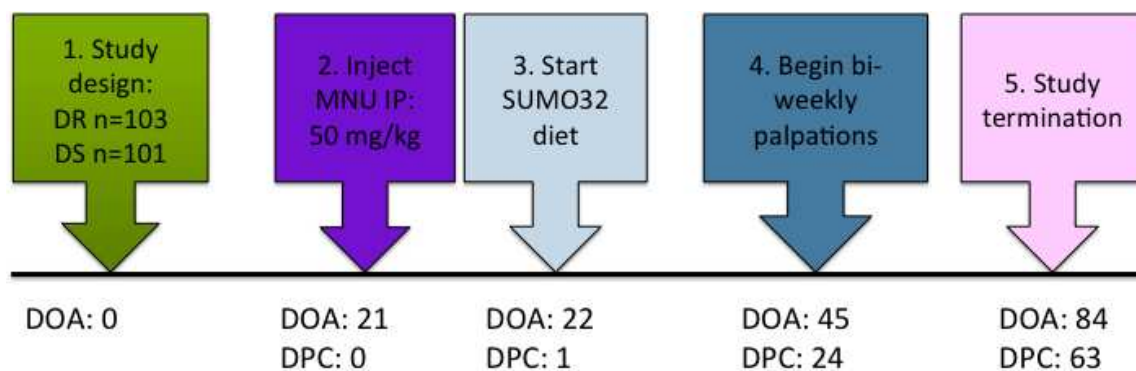 1. Study
design:
DR n=103
DS n=101
2. Inject
MNU IP:
50 mg/kg
3. Start
SUMO32
diet
4. Begin bi-
weekly
palpations
5. Study
termination
DOA: 0
DOA: 21
DPC: 0
DOA: 22
DPC: 1
DOA: 45
DPC: 24
DOA: 84
DPC: 63